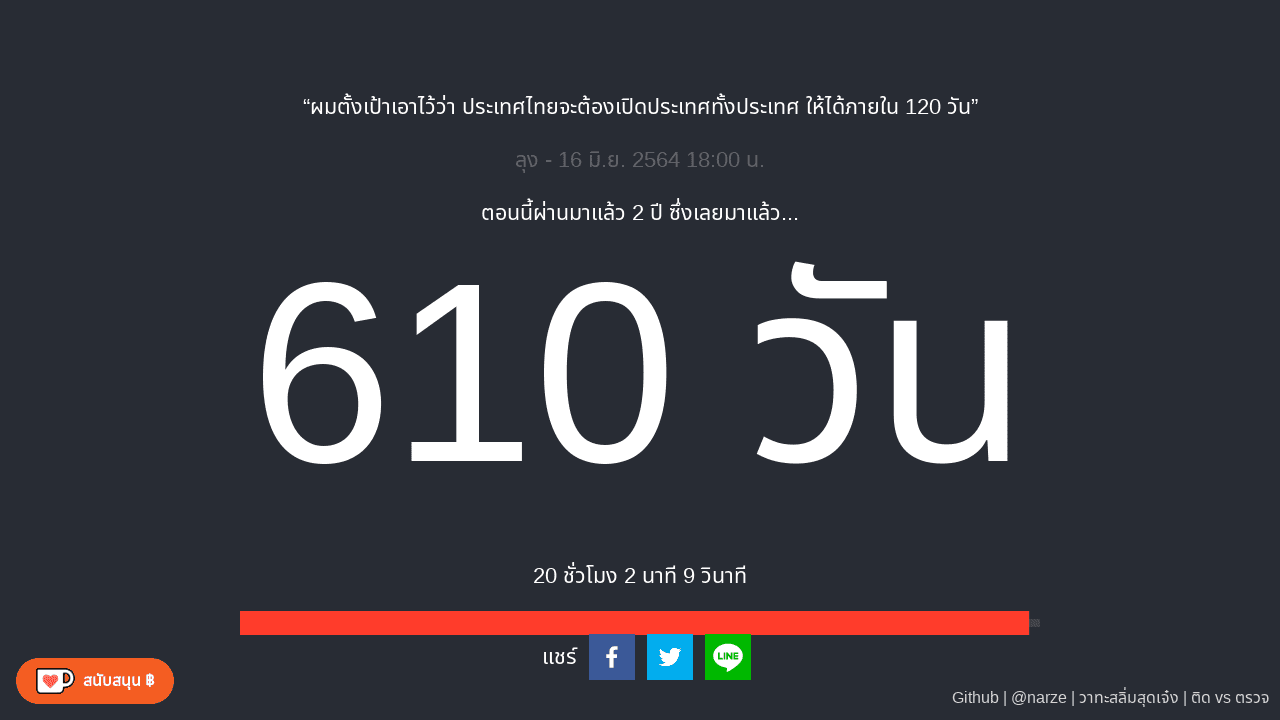 “ผมตั้งเป้าเอาไว้ว่า ประเทศไทยจะต้องเปิดประเทศทั้งประเทศ ให้ได้ภายใน 120 วัน”
ลุง - 16 มิ.ย. 2564 18:00 น.
ตอนนี้ผ่านมาแล้ว 2 ปี ซึ่งเลยมาแล้ว...
610 วัน
20 ชั่วโมง 2 นาที 9 วินาที
แชร์
LINE
สนับสนุน ฿
Github | @narze | วาทะสลิ่มสุดเจ๋ง | ติด vs ตรวจ